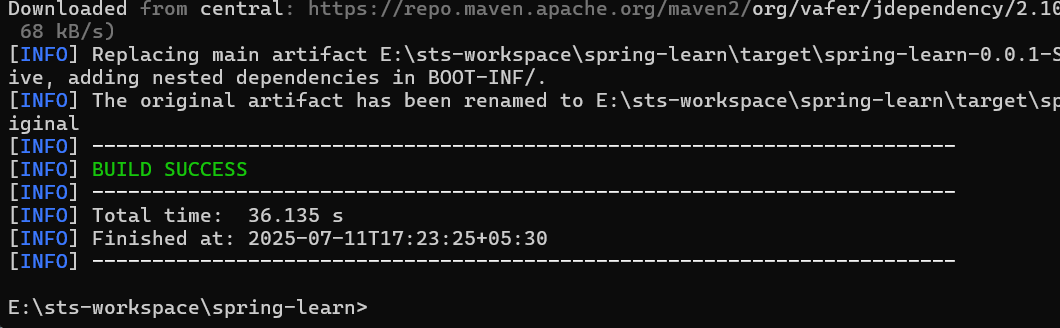 Downloaded from central: https://repo.maven.apache.org/maven2/org/vafer/jdependency/2.10
 68 kB/s)
[INFO] Replacing main artifact E:\sts-workspace\spring-learn\target\spring-learn-0.0.1-S
ive, adding nested dependencies in BOOT-INF/.
[INFO] The original artifact has been renamed to E:\sts-workspace\spring-learn\target\sp
iginal
[INFO] ------------------------------------------------------------------------
[INFO] BUILD SUCCESS
[INFO] ------------------------------------------------------------------------
[INFO] Total time:  36.135 s
[INFO] Finished at: 2025-07-11T17:23:25+05:30
[INFO] ------------------------------------------------------------------------
E:\sts-workspace\spring-learn>